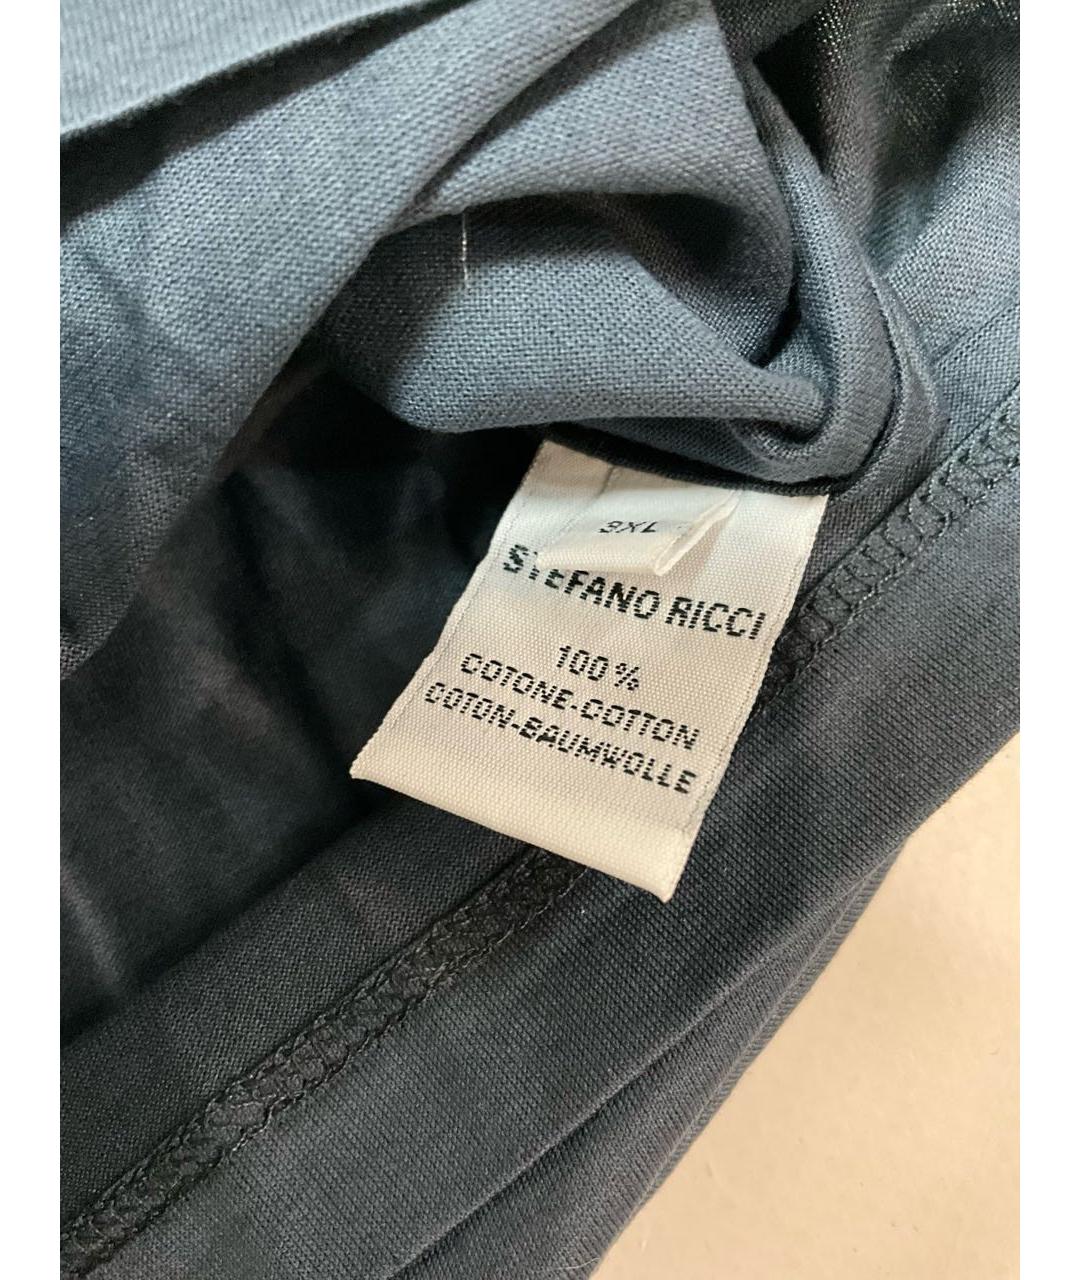 3XL
STEFANO RICCI
100%
COTONE-COTTON
COTON-BAUMWOLLE